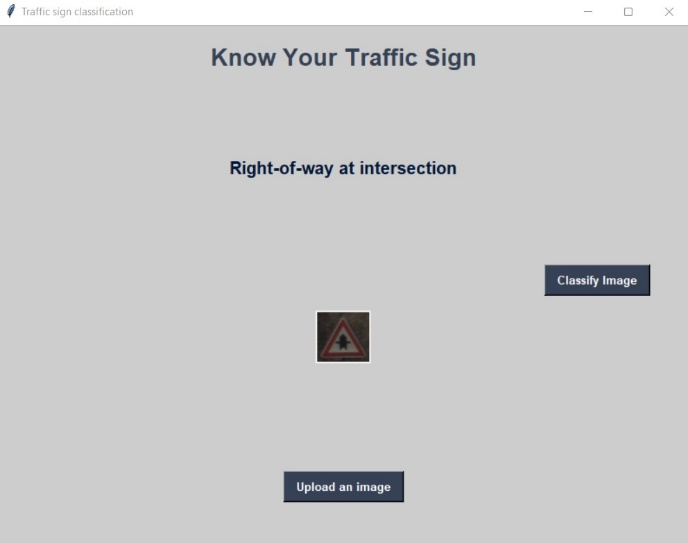 Traffic sign classification
Know Your Traffic Sign
Right-of-way at intersection
Classify Image
Upload an image